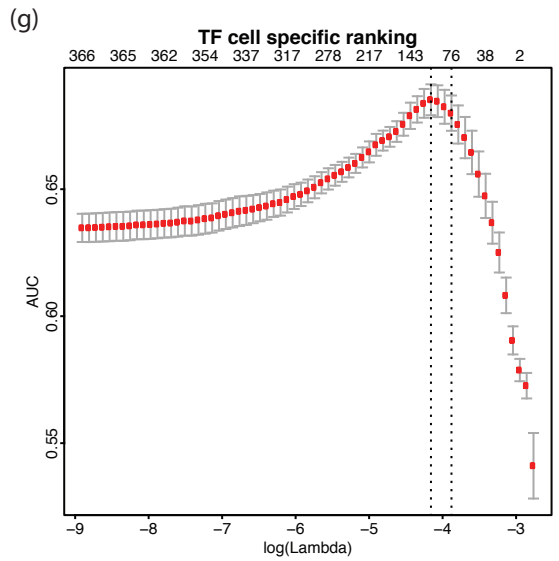 (g)
TF cell specific ranking
366 365 362 354 337 317 278 217 143 76 38 2
0.65
0.60
0.55
AUC
−9 −8 −7 −6 −5 −4 −3
log(Lambda)